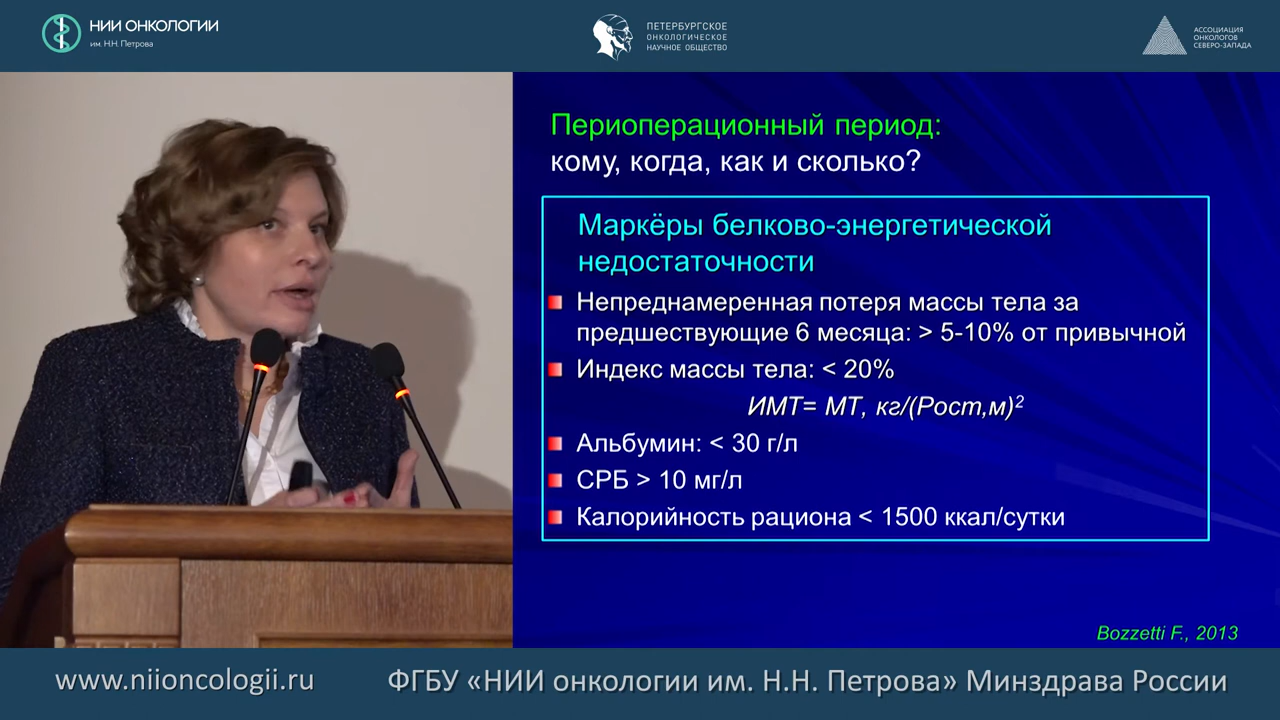 НИИ ОНКОЛОГИИ
им. Н.Н. Петрова
ПЕТЕРБУРГСКОЕ
ОНКОЛОГИЧЕСКОЕ
НАУЧНОЕ ОБЩЕСТВО
АССОЦИАЦИЯ
ОНКОЛОГОВ
СЕВЕРО-ЗАПАДА
Периоперационный период:
кому, когда, как и сколько?
Маркёры белково-энергетической
недостаточности
Непреднамеренная потеря массы тела за
предшествующие 6 месяца: > 5-10% от привычной
Индекс массы тела: < 20%
ИМТ= МТ, кг/(Рост,м)²
Альбумин: < 30 г/л
СРБ > 10 мг/л
Калорийность рациона < 1500 ккал/сутки
Bozzetti F., 2013
www.niioncologii.ru
ФГБУ «НИИ онкологии им. Н.Н. Петрова» Минздрава России